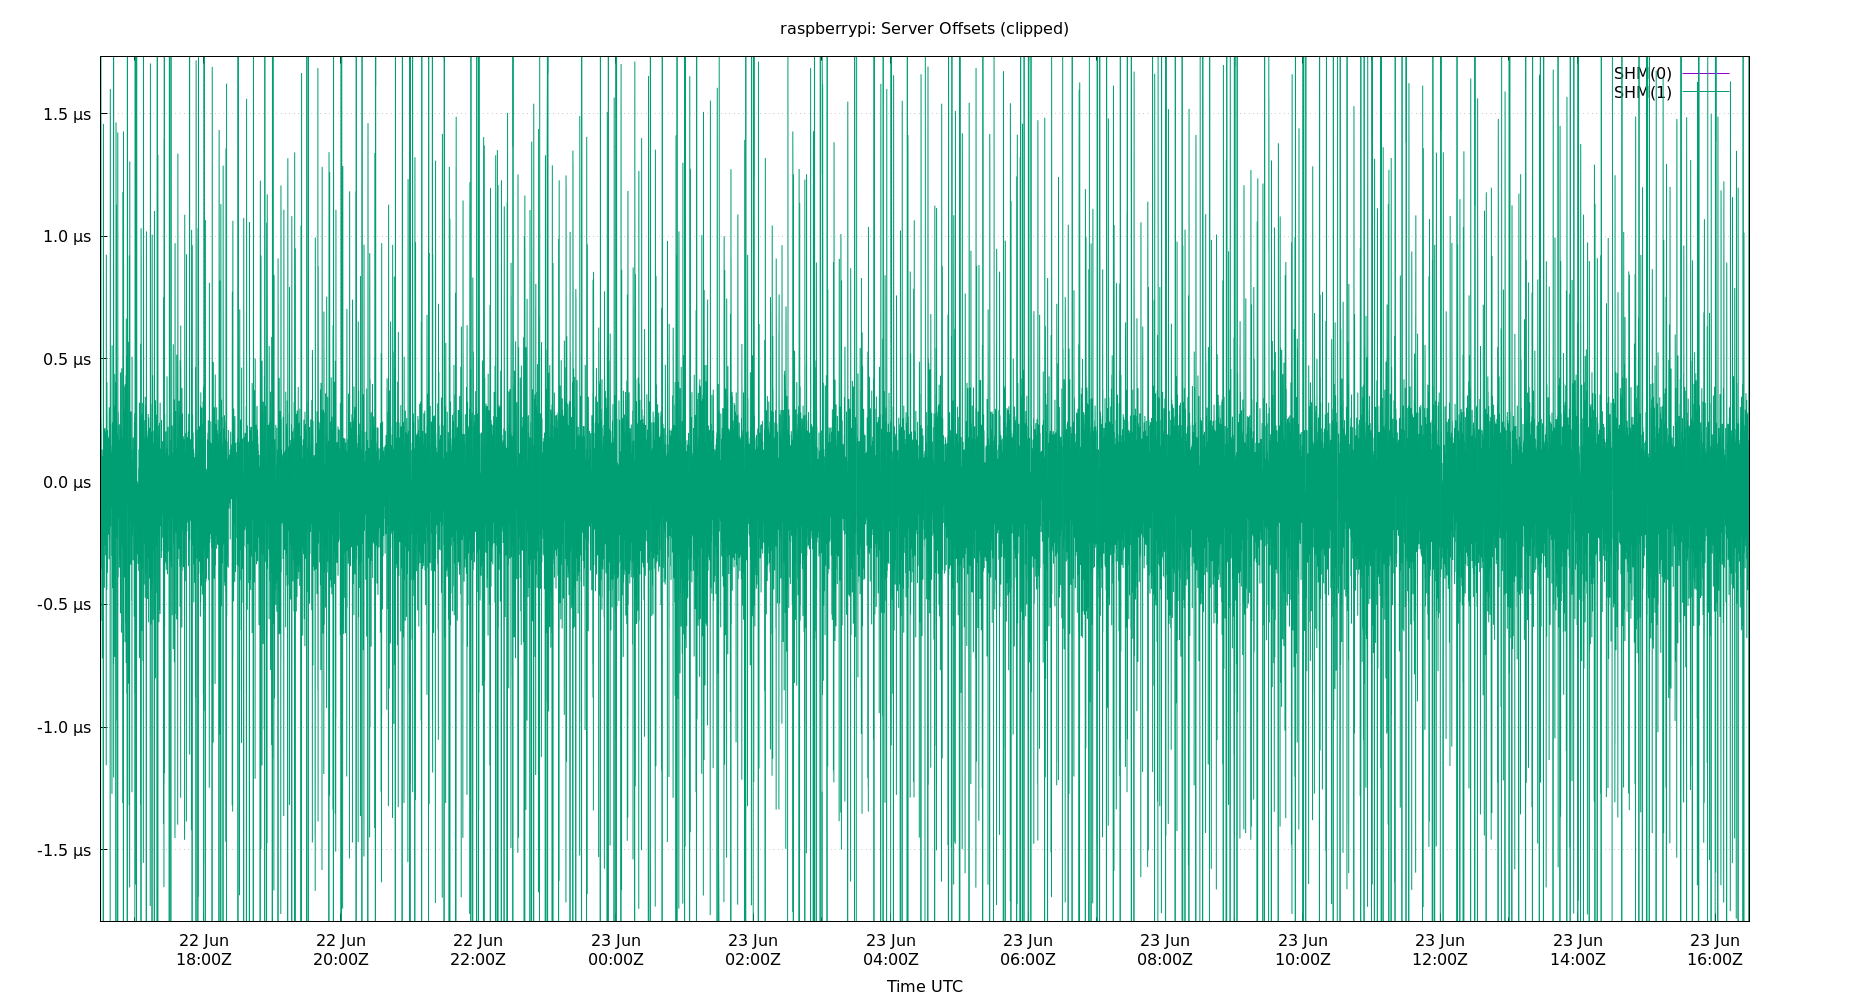 raspberrypi: Server Offsets (clipped)
SHM(0)
SHM(1)
1.5 µs
1.0 µs
0.5 µs
0.0 µs
-0.5 µs
-1.0 µs
-1.5 µs
22 Jun 22 Jun 22 Jun 23 Jun 23 Jun 23 Jun 23 Jun 23 Jun 23 Jun 23 Jun 23 Jun 23 Jun
18:00Z 20:00Z 22:00Z 00:00Z 02:00Z 04:00Z 06:00Z 08:00Z 10:00Z 12:00Z 14:00Z 16:00Z
Time UTC